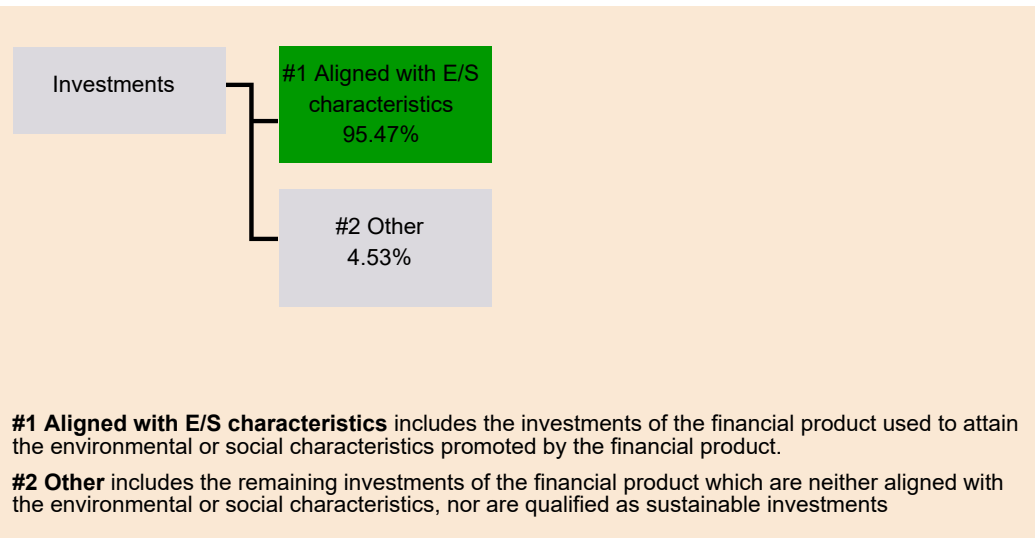 Investments
#1 Aligned with E/S
characteristics
95.47%
#2 Other
4.53%
#1 Aligned with E/S characteristics includes the investments of the financial product used to attain
the environmental or social characteristics promoted by the financial product.
#2 Other includes the remaining investments of the financial product which are neither aligned with
the environmental or social characteristics, nor are qualified as sustainable investments